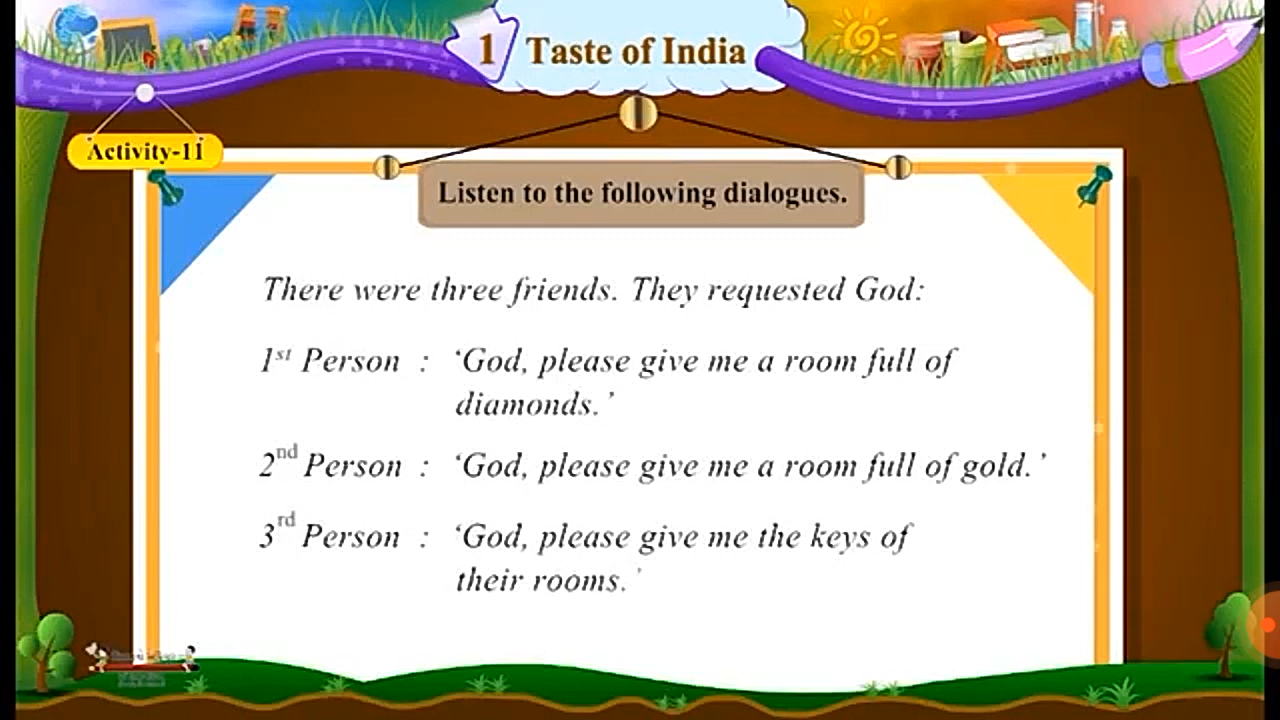 1 Taste of India
Activity-11
Listen to the following dialogues.
There were three friends. They requested God:
1st Person : ‘God, please give me a room full of
diamonds.’
2nd Person : ‘God, please give me a room full of gold.’
3rd Person : ‘God, please give me the keys of
their rooms.’